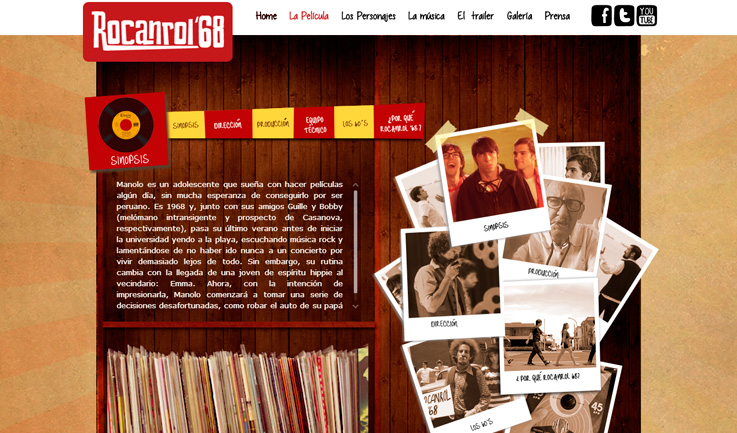 Rocanrol'68
Home La Película Los Personajes La música El trailer Galería Prensa
f t YOU TUBE
SINOPSIS
SINOPSIS
DIRECCIÓN
PRODUCCIÓN
EQUIPO
TÉCNICO
LOS 60'S
¿POR QUÉ
ROCANROL '68?
Manolo es un adolescente que sueña con hacer películas
algún día, sin mucha esperanza de conseguirlo por ser
peruano. Es 1968 y, junto con sus amigos Guille y Bobby
(melómano intransigente y prospecto de Casanova,
respectivamente), pasa su último verano antes de iniciar
la universidad yendo a la playa, escuchando música rock y
lamentándose de no haber ido nunca a un concierto por
vivir demasiado lejos de todo. Sin embargo, su rutina
cambia con la llegada de una joven de espíritu hippie al
vecindario: Emma. Ahora, con la intención de
impresionarla, Manolo comenzará a tomar una serie de
decisiones desafortunadas, como robar el auto de su papá
SINOPSIS
PRODUCCIÓN
DIRECCIÓN
¿POR QUÉ ROCANROL '68?
OCANROL
68
LOS 60'S
45